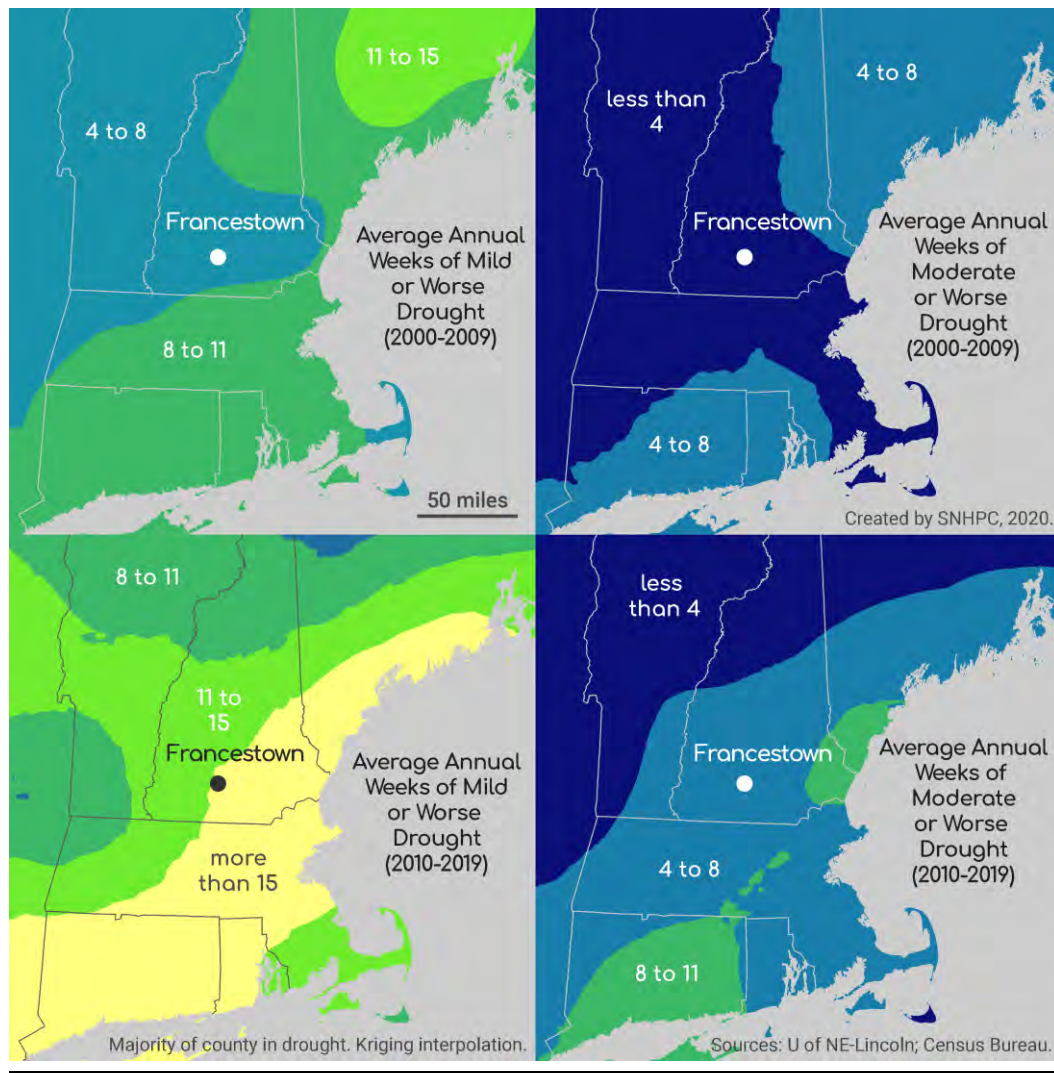 11 to 15
4 to 8
Francestown
Average Annual
Weeks of Mild
or Worse
Drought
(2000-2009)
8 to 11
50 miles
4 to 8
less than
4
Francestown
Average Annual
Weeks of
Moderate
or Worse
Drought
(2000-2009)
4 to 8
Created by SNHPC, 2020.
8 to 11
11 to
15
Francestown
Average Annual
Weeks of Mild
or Worse
Drought
(2010-2019)
more
than 15
Majority of county in drought. Kriging interpolation.
less
than 4
Francestown
Average Annual
Weeks of
Moderate
or Worse
Drought
(2010-2019)
4 to 8
8 to 11
Sources: U of NE-Lincoln; Census Bureau.